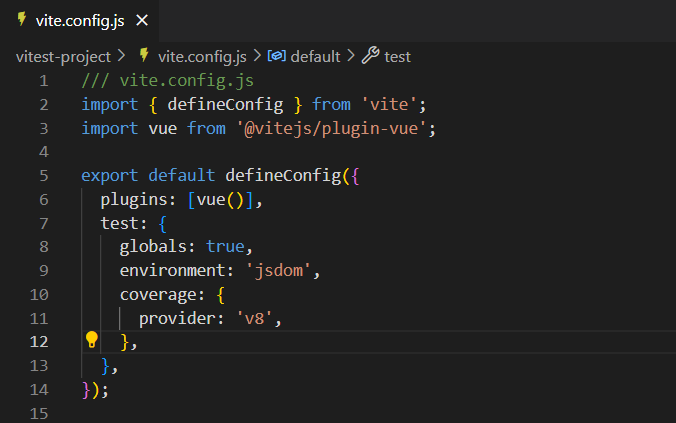 vite.config.js
vitest-project > vite.config.js > default > test
1 /// vite.config.js
2 import { defineConfig } from 'vite';
3 import vue from '@vitejs/plugin-vue';
4
5 export default defineConfig({
6   plugins: [vue()],
7   test: {
8     globals: true,
9     environment: 'jsdom',
10     coverage: {
11       provider: 'v8',
12     },
13   },
14 });
15